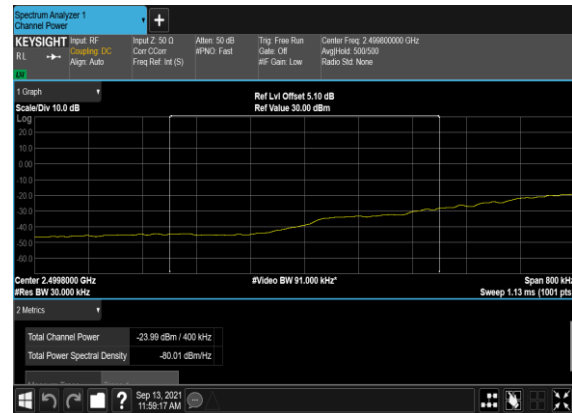 Spectrum Analyzer 1
Channel Power
+
KEYSIGHT Input: RF Input Z: 50 Ω Atten: 50 dB Trig: Free Run Center Freq: 2.499800000 GHz
RL Coupling: DC Corr CCorr #PNO: Fast Gate: Off Avg|Hold: 500/500
Align: Auto Freq Ref: Int (S) #IF Gain: Low Radio Std: None
1 Graph
Ref Lvl Offset 5.10 dB
Scale/Div 10.0 dB Ref Value 30.00 dBm
Log
20.0
10.0
0.00
-10.0
-20.0
-30.0
-40.0
-50.0
-60.0
Center 2.4998000 GHz #Video BW 91.000 kHz* Span 800 kHz
#Res BW 30.000 kHz Sweep 1.13 ms (1001 pts
2 Metrics
Total Channel Power -23.99 dBm / 400 kHz
Total Power Spectral Density -80.01 dBm/Hz
?
Sep 13, 2021
11:59:17 AM